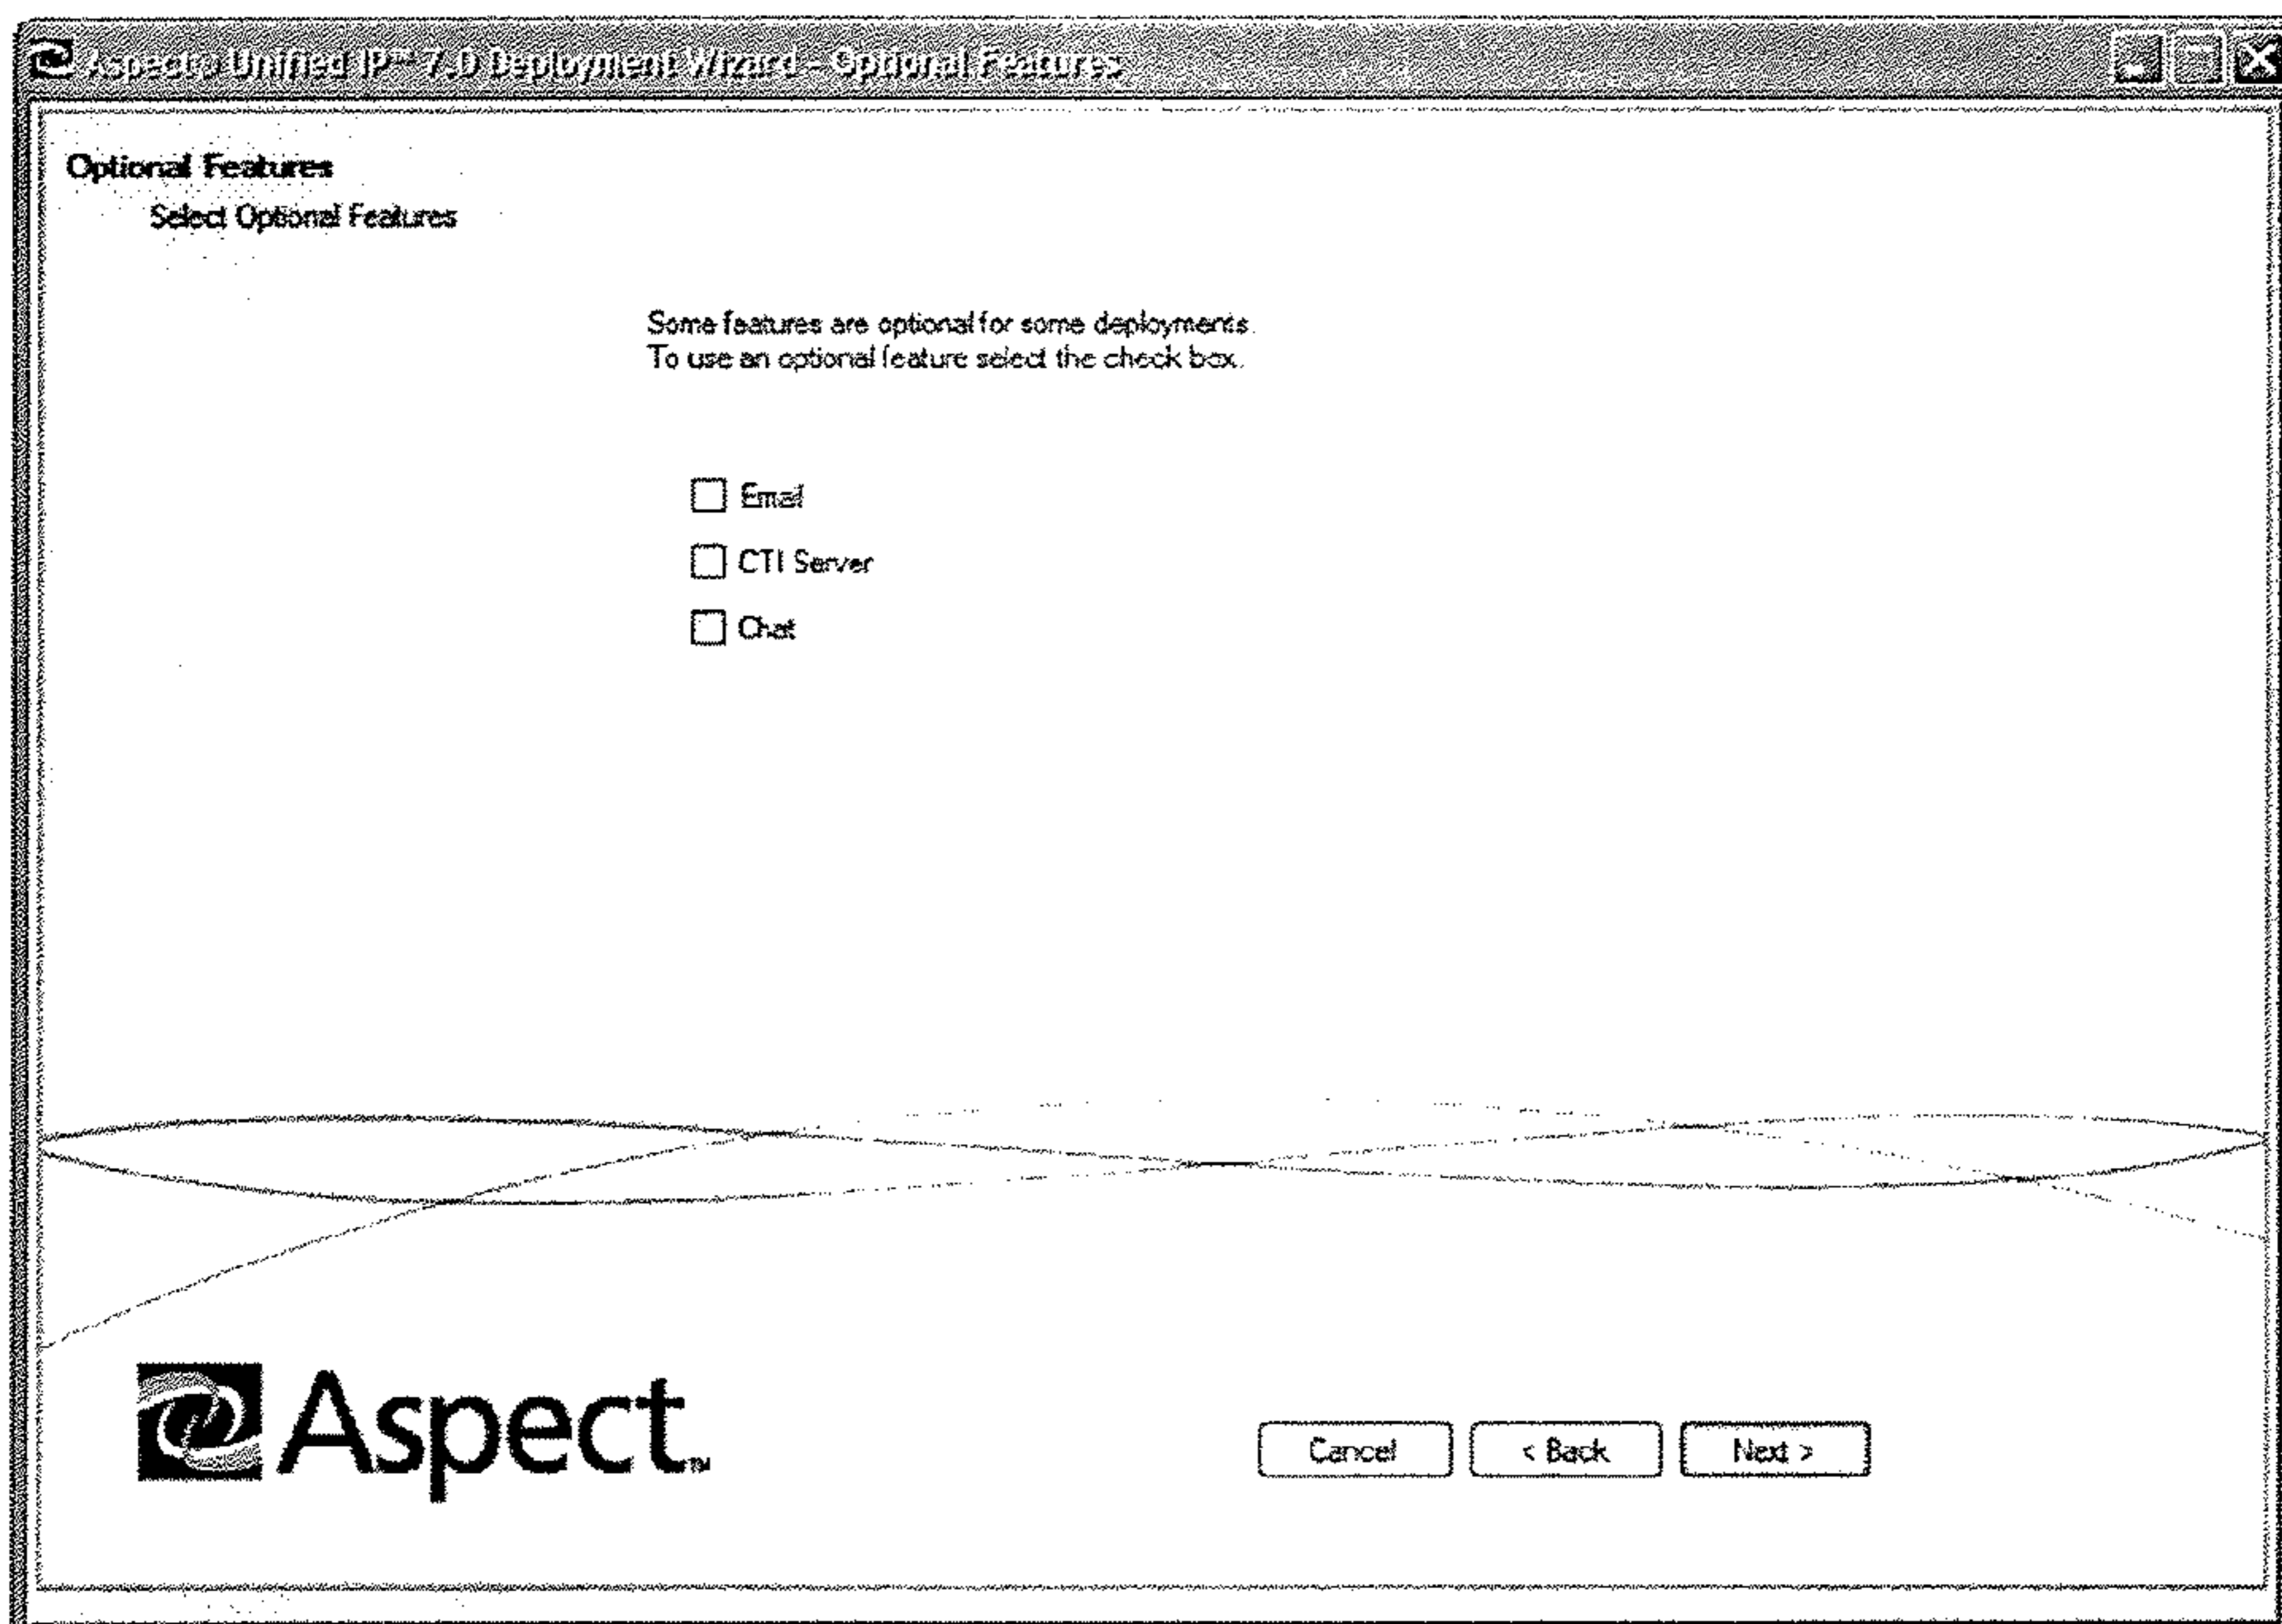 Aspect® Unified IP™ 7.0 Deployment Wizard - Optional Features
Optional Features
Select Optional Features
Some features are optional for some deployments.
To use an optional feature select the check box.
Email
CTI Server
Chat
Aspect™
Cancel
< Back
Next >